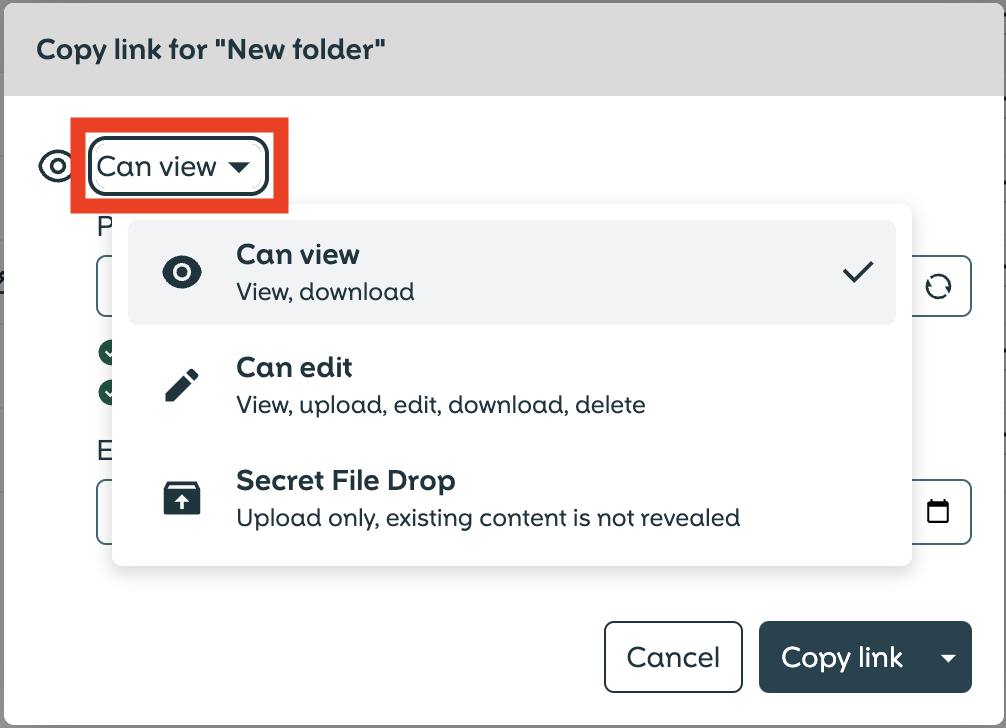 Copy link for "New folder"
Can view
Can view
View, download
Can edit
View, upload, edit, download, delete
Secret File Drop
Upload only, existing content is not revealed
Cancel
Copy link